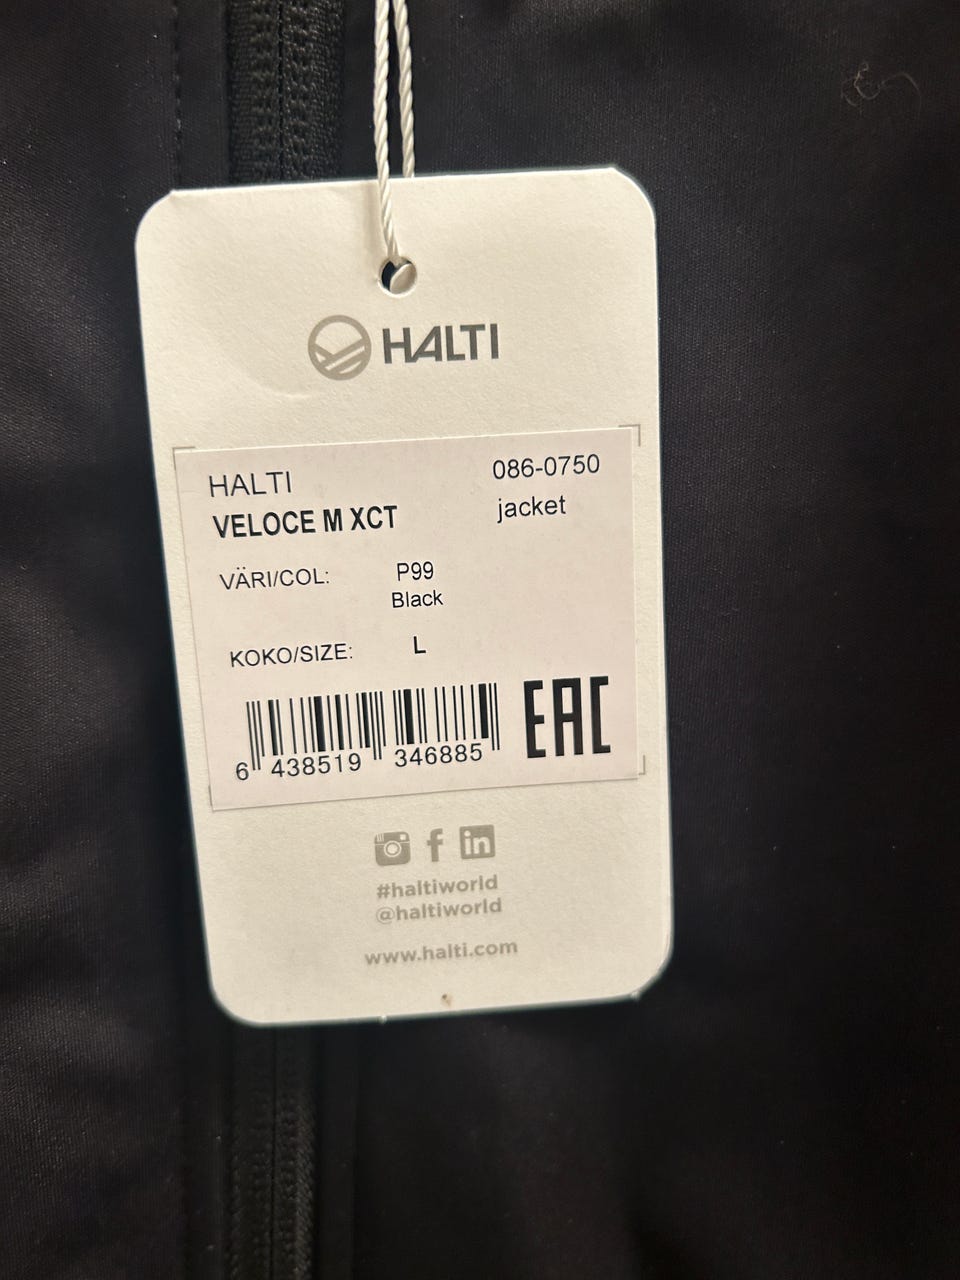 HALTI
HALTI
086-0750
VELOCE M XCT
jacket
VÄRI/COL: P99
Black
KOKO/SIZE: L
6 438519 346885
EAC
f in
#haltiworld
@haltiworld
www.halti.com